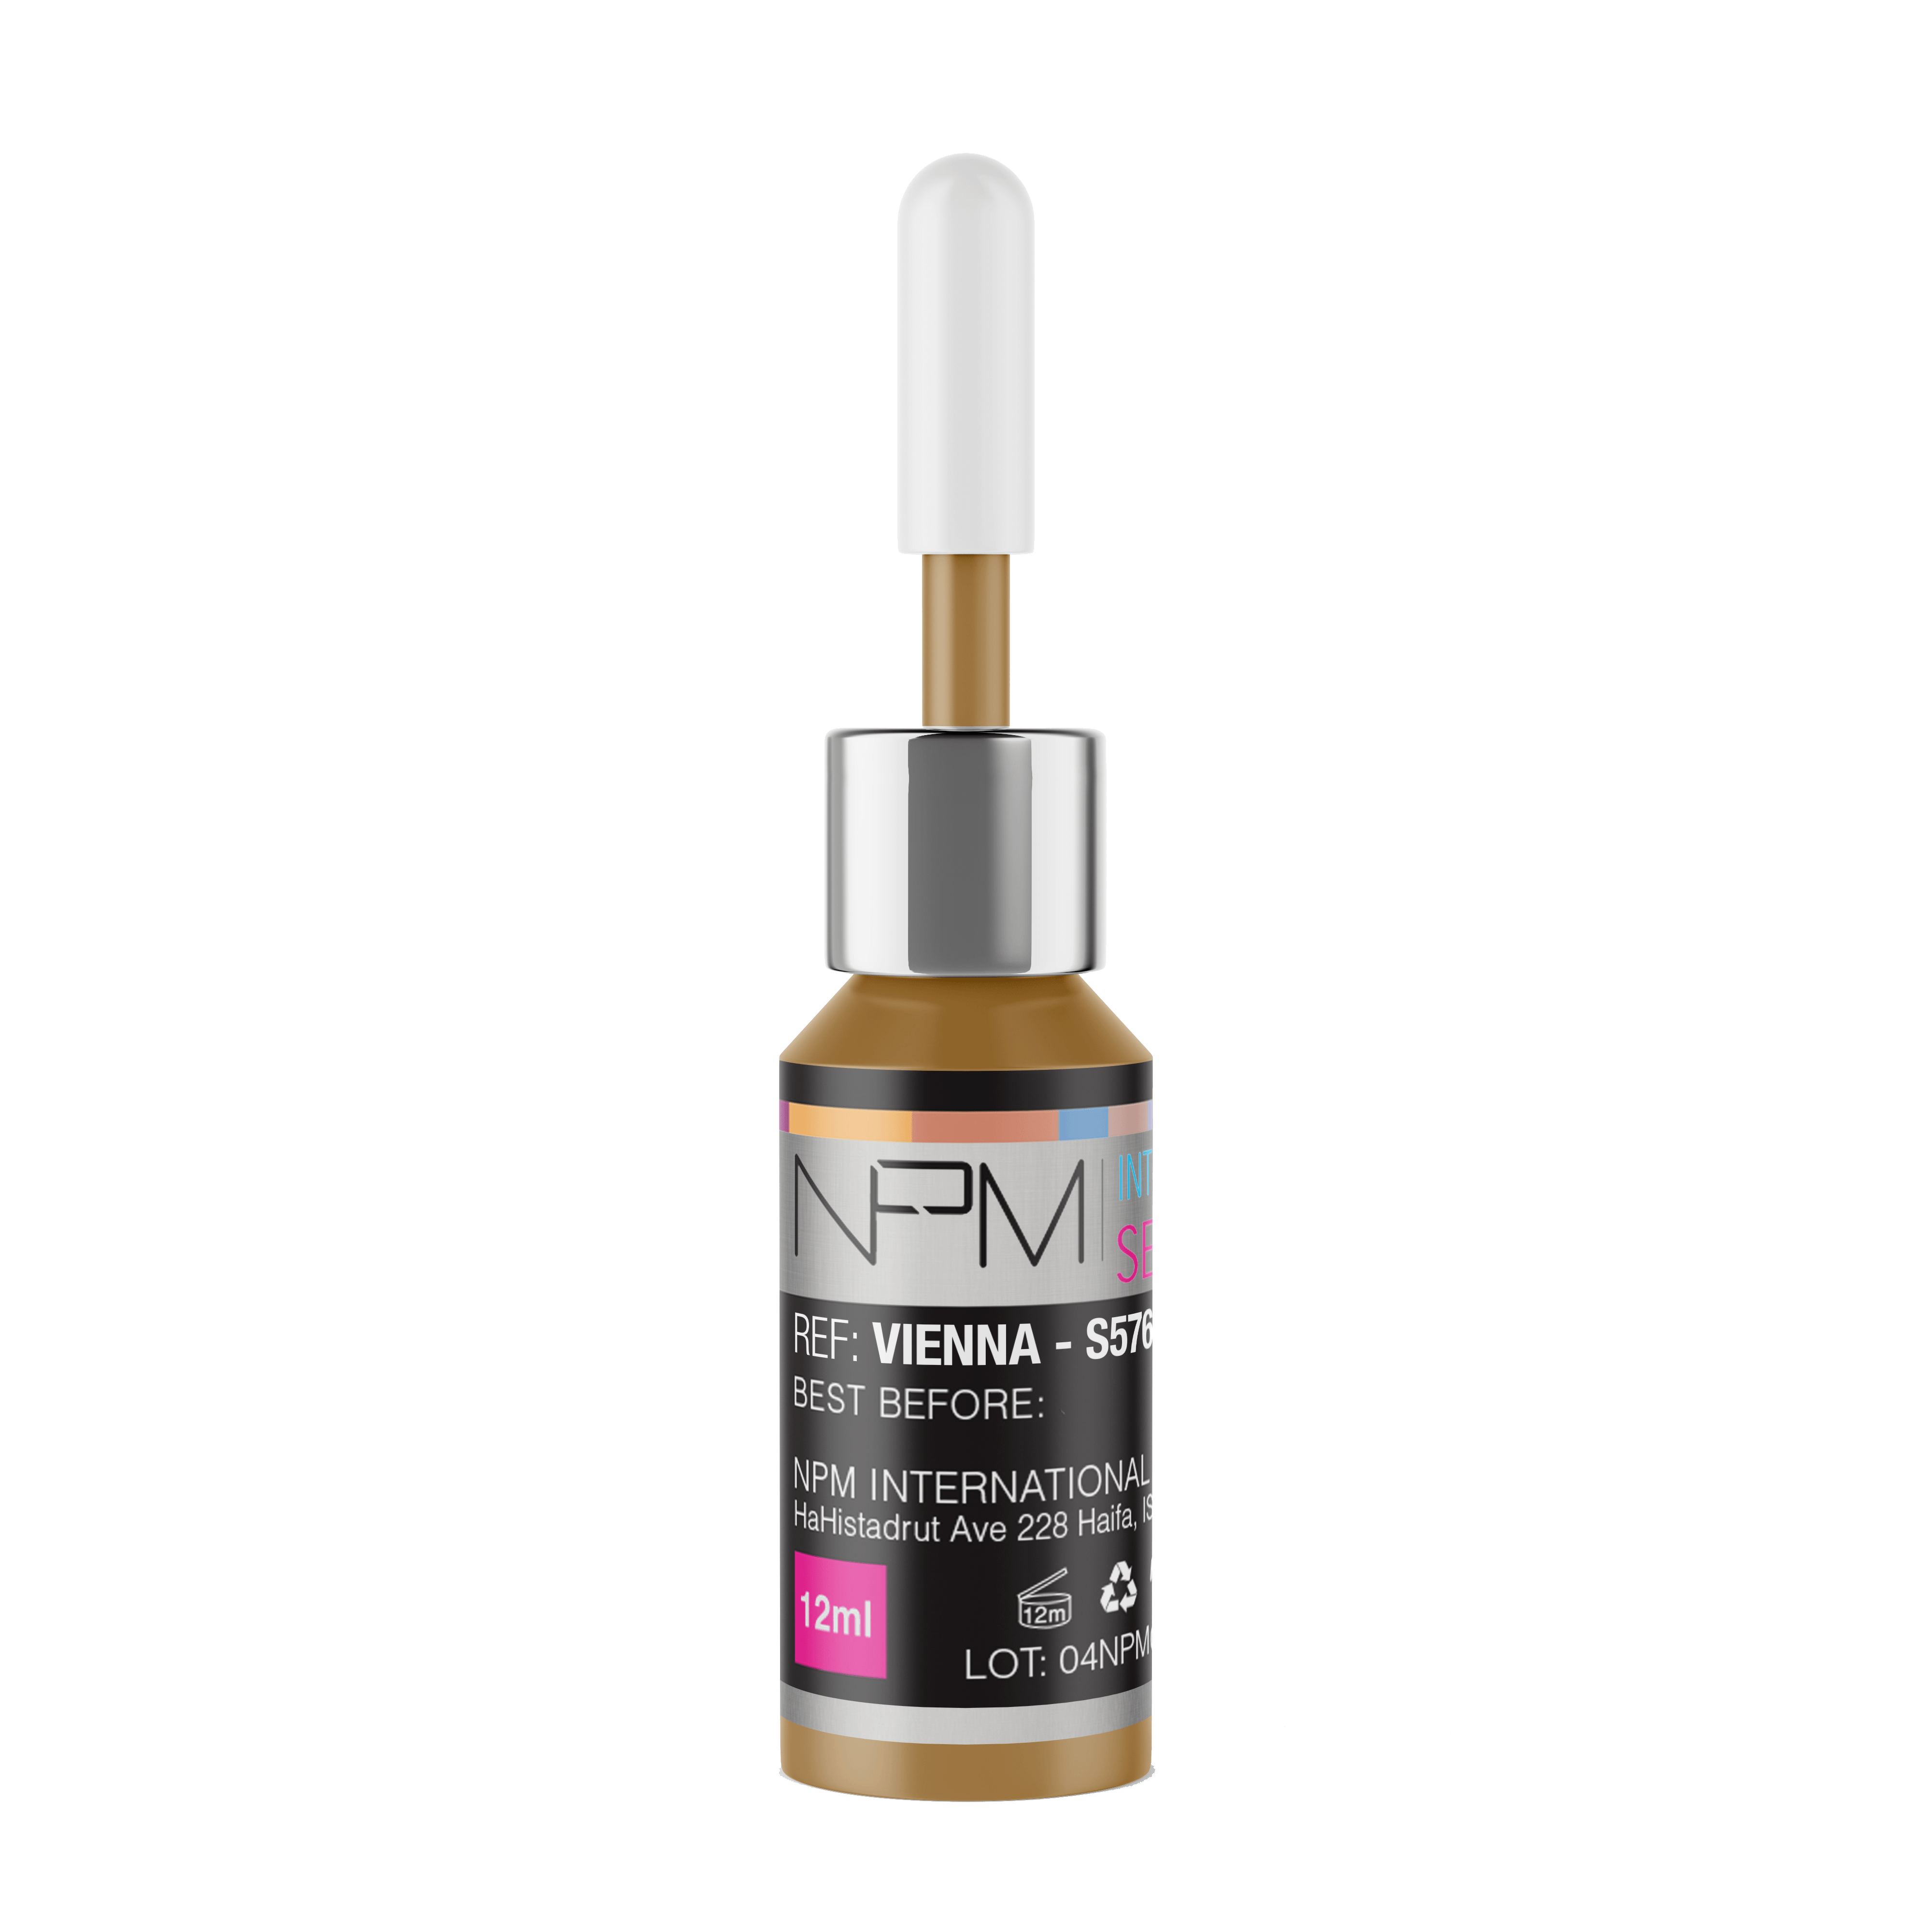 NPM
REF: VIENNA - S576
BEST BEFORE:
NPM INTERNATIONAL
HaHistadrut Ave 228 Haifa,
12ml
12m
LOT: 04NPM